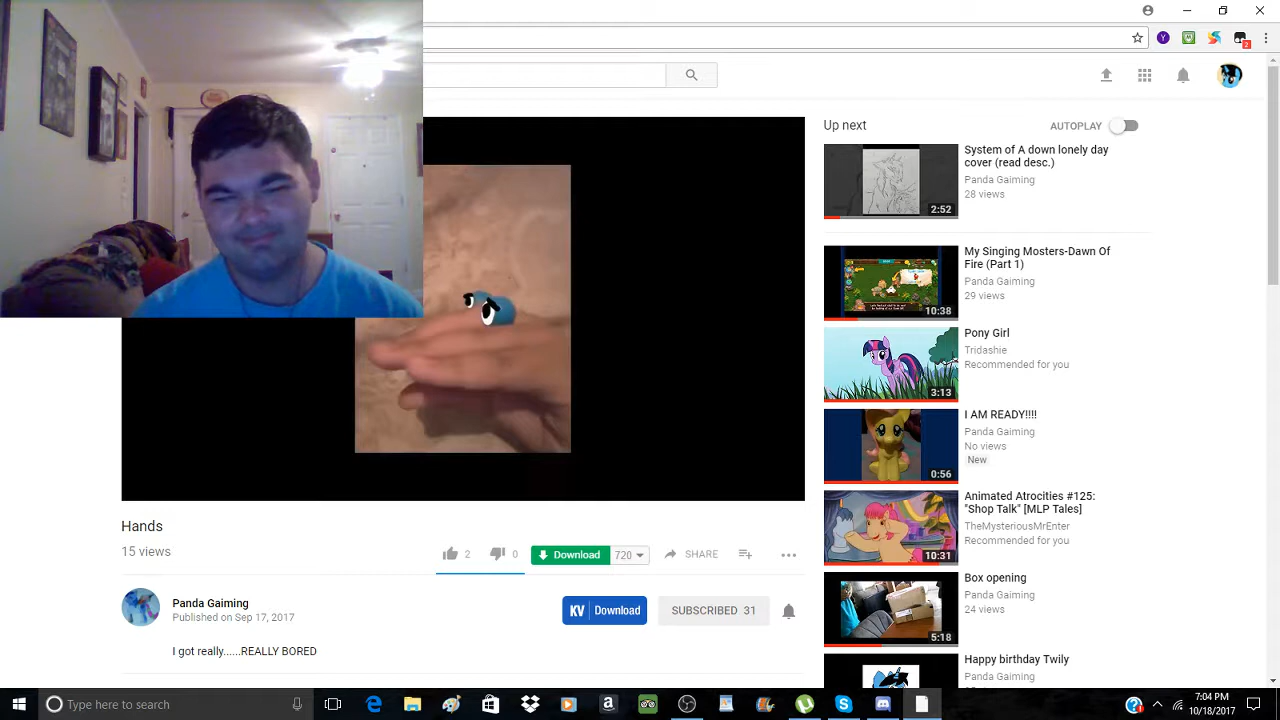 Up next
AUTOPLAY
System of A down lonely day
cover (read desc.)
Panda Gaiming
28 views
2:52
My Singing Mosters-Dawn Of
Fire (Part 1)
Panda Gaiming
29 views
10:38
Pony Girl
Tridashie
Recommended for you
3:13
I AM READY!!!!
Panda Gaiming
No views
New
0:56
Animated Atrocities #125:
"Shop Talk" [MLP Tales]
TheMysteriousMrEnter
Recommended for you
10:31
Box opening
Panda Gaiming
24 views
5:18
Happy birthday Twily
Panda Gaiming
Hands
15 views
2
0
Download
720
SHARE
Panda Gaiming
Published on Sep 17, 2017
KV Download
SUBSCRIBED 31
I got really......REALLY BORED
Type here to search
7:04 PM
10/18/2017